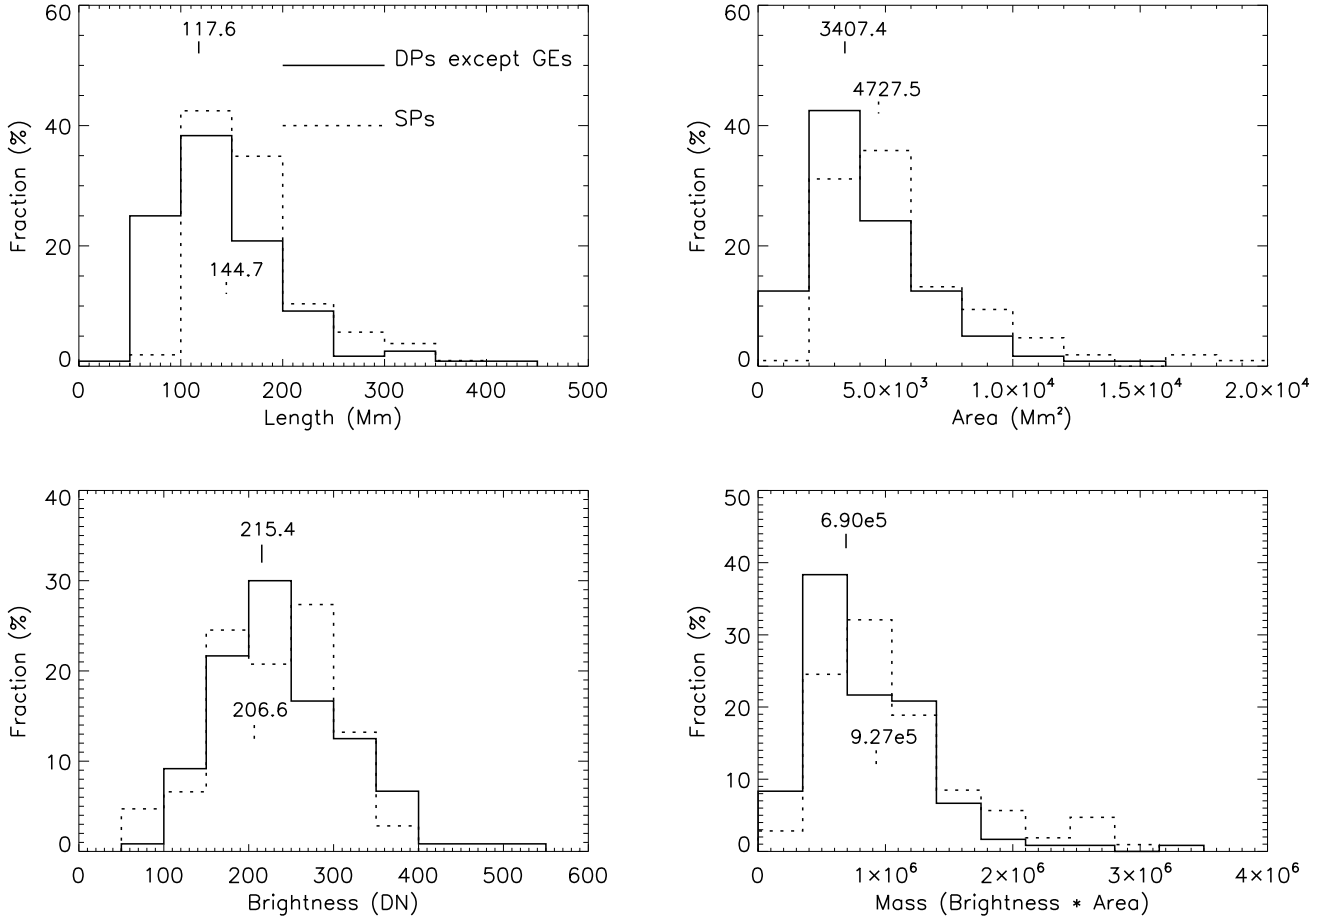 60
117.6
DPs except GEs
SPs
40
Fraction (%)
20
144.7
0
0 100 200 300 400 500
Length (Mm)
60
3407.4
4727.5
40
Fraction (%)
20
0
0 5.0×10³ 1.0×10⁴ 1.5×10⁴ 2.0×10⁴
Area (Mm²)
40
215.4
30
Fraction (%)
20
206.6
10
0
0 100 200 300 400 500 600
Brightness (DN)
50
6.90e5
40
30
Fraction (%)
20
9.27e5
10
0
0 1×10⁶ 2×10⁶ 3×10⁶ 4×10⁶
Mass (Brightness * Area)